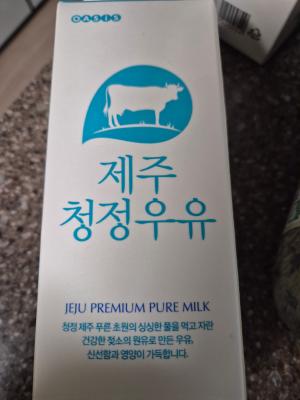 OASIS
제주
청정우유
JEJU PREMIUM PURE MILK
청정 제주 푸른 초원의 싱싱한 풀을 먹고 자란
건강한 젖소의 원유로 만든 우유,
신선함과 영양이 가득합니다.